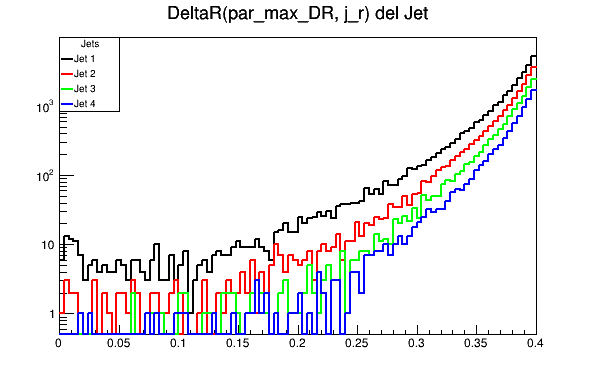 DeltaR(par_max_DR, j_r) del Jet
Jets
Jet 1
Jet 2
Jet 3
Jet 4
10³
10²
10
1
0 0.05 0.1 0.15 0.2 0.25 0.3 0.35 0.4